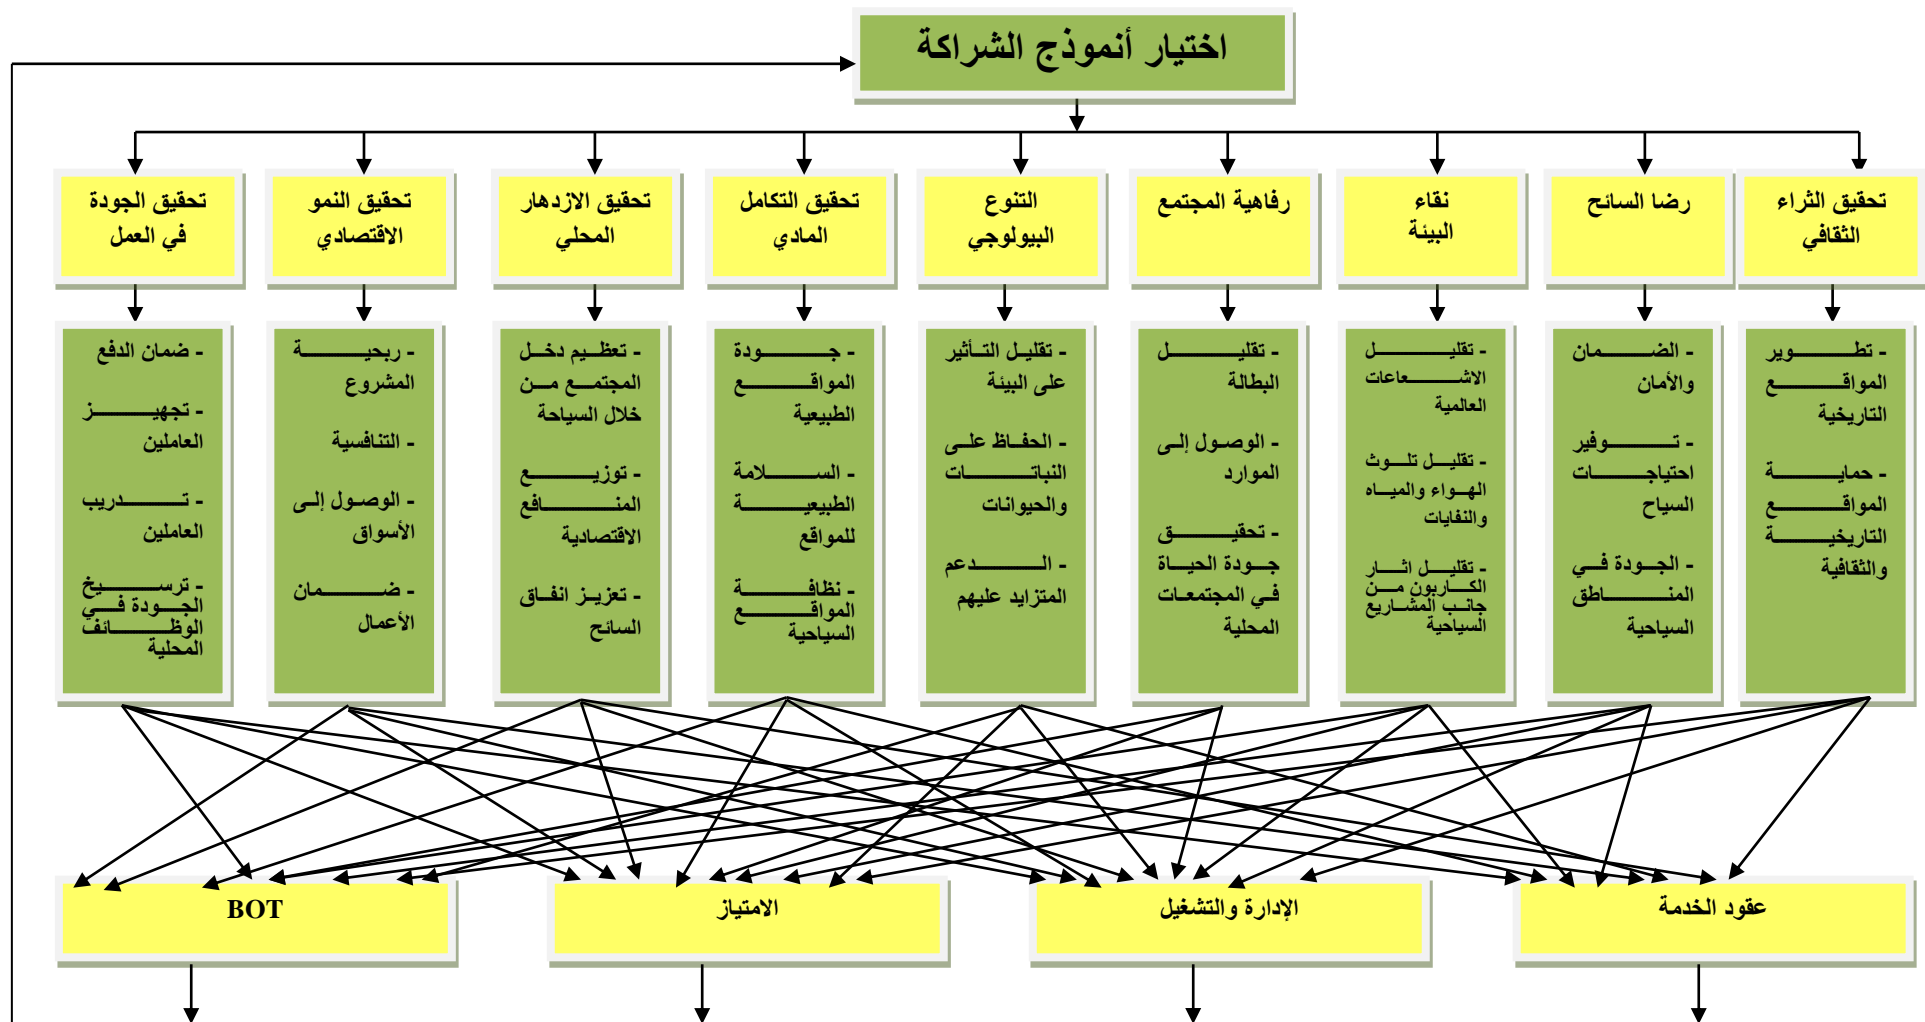 اختيار أنموذج الشراكة
تحقيق الثراء
الثقافي
رضا السائح
نقاء
البيئة
رفاهية المجتمع
التنوع
البيولوجي
تحقيق التكامل
المادي
تحقيق الازدهار
المحلي
تحقيق النمو
الاقتصادي
تحقيق الجودة
في العمل
- تطوير
المواقع
التاريخية
- حماية
المواقع
التاريخية
والثقافية
- الضمان
والأمان
- توفير
احتياجات
السياح
- الجودة في
المناطق
السياحية
- تقليل
الاشعاعات
العالمية
- تقليل تلوث
الهواء والمياه
والنفايات
- تقليل اثار
الكاربون من
جانب المشاريع
السياحية
- تقليل
البطالة
- الوصول إلى
الموارد
- تحقيق
جودة الحياة
في المجتمعات
المحلية
- تقليل التأثير
على البيئة
- الحفاظ على
النباتات
والحيوانات
- الدعم
المتزايد عليهم
- جودة
المواقع
الطبيعية
- السلامة
الطبيعية
للمواقع
- نظافة
المواقع
السياحية
- تعظيم دخل
المجتمع من
خلال السياحة
- توزيع
المنافع
الاقتصادية
- تعزيز انفاق
السائح
- ربحية
المشروع
- التنافسية
- الوصول إلى
الأسواق
- ضمان
الأعمال
- ضمان الدفع
- تجهيز
العاملين
- تدريب
العاملين
- ترسيخ
الجودة في
الوظائف
المحلية
عقود الخدمة
الإدارة والتشغيل
الامتياز
BOT